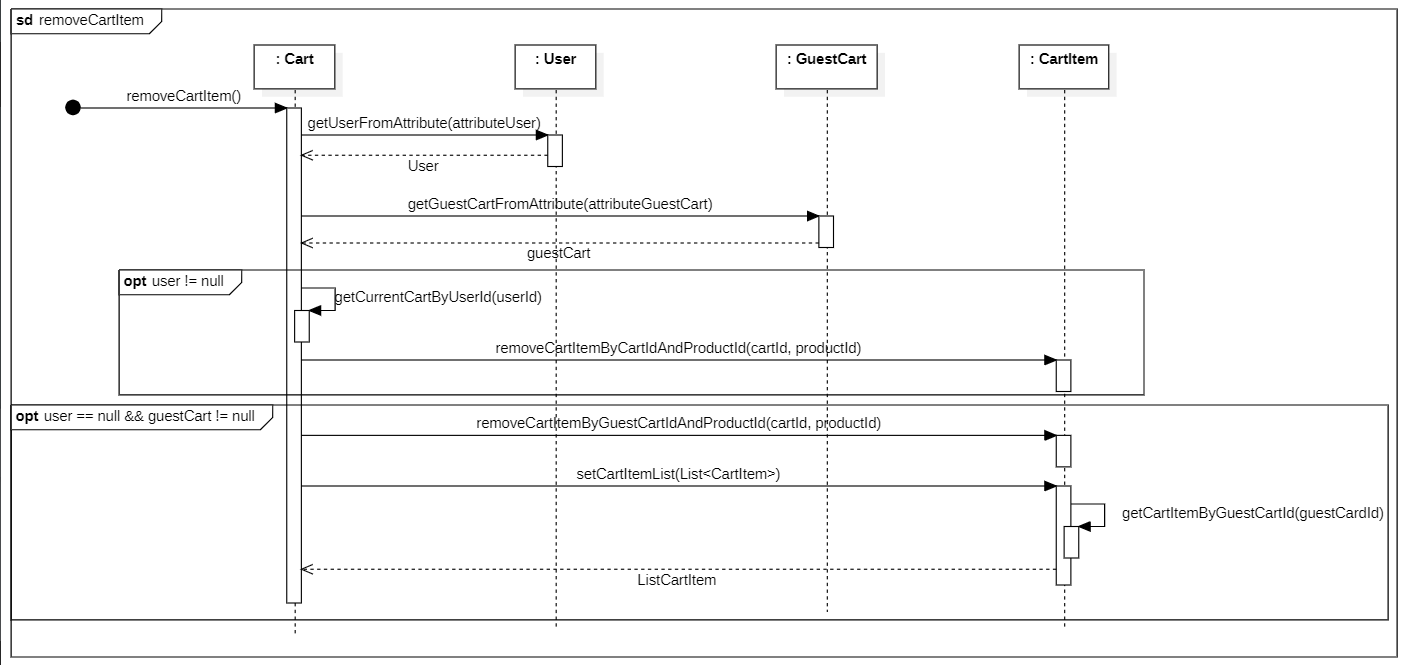 sd removeCartItem
: Cart
: User
: GuestCart
: CartItem
removeCartItem()
getUserFromAttribute(attributeUser)
User
getGuestCartFromAttribute(attributeGuestCart)
guestCart
opt user != null
getCurrentCartByUserId(userId)
removeCartItemByCartIdAndProductId(cartId, productId)
opt user == null && guestCart != null
removeCartItemByGuestCartIdAndProductId(cartId, productId)
setCartItemList(List<CartItem>)
getCartItemByGuestCartId(guestCardId)
ListCartItem